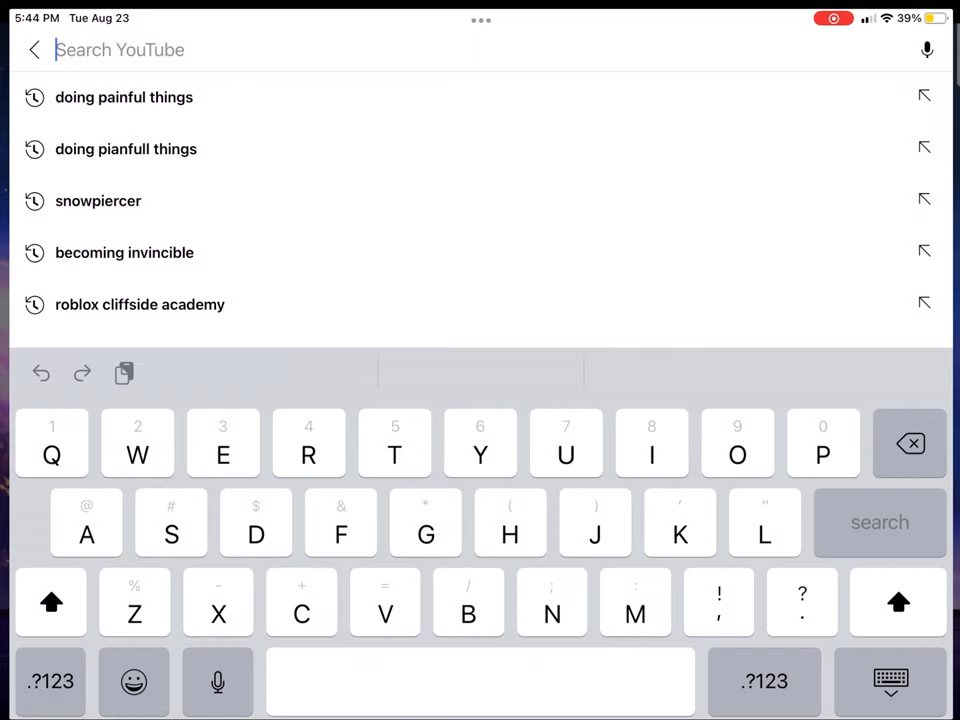 5:44 PM Tue Aug 23 39%
Search YouTube
doing painful things
doing pianfull things
snowpiercer
becoming invincible
roblox cliffside academy
1 2 3 4 5 6 7 8 9 0
Q W E R T Y U I O P
@ # $ & * ( ) ' "
A S D F G H J K L search
% - + = / ; : ! ?
Z X C V B N M , .
.?123 .?123